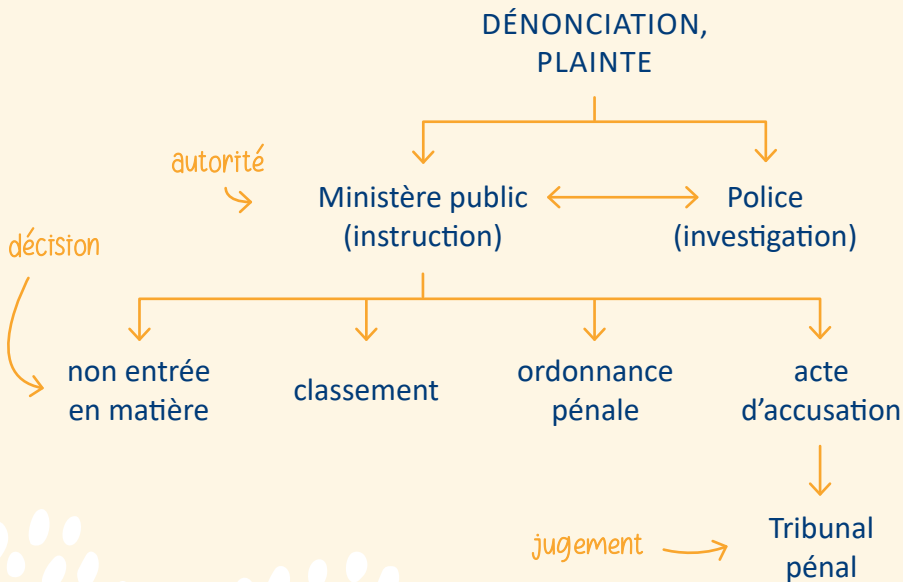 DÉNONCIATION,
PLAINTE
autorité
Ministère public
(instruction)
Police
(investigation)
décision
non entrée
en matière
classement
ordonnance
pénale
acte
d'accusation
jugement
Tribunal
pénal